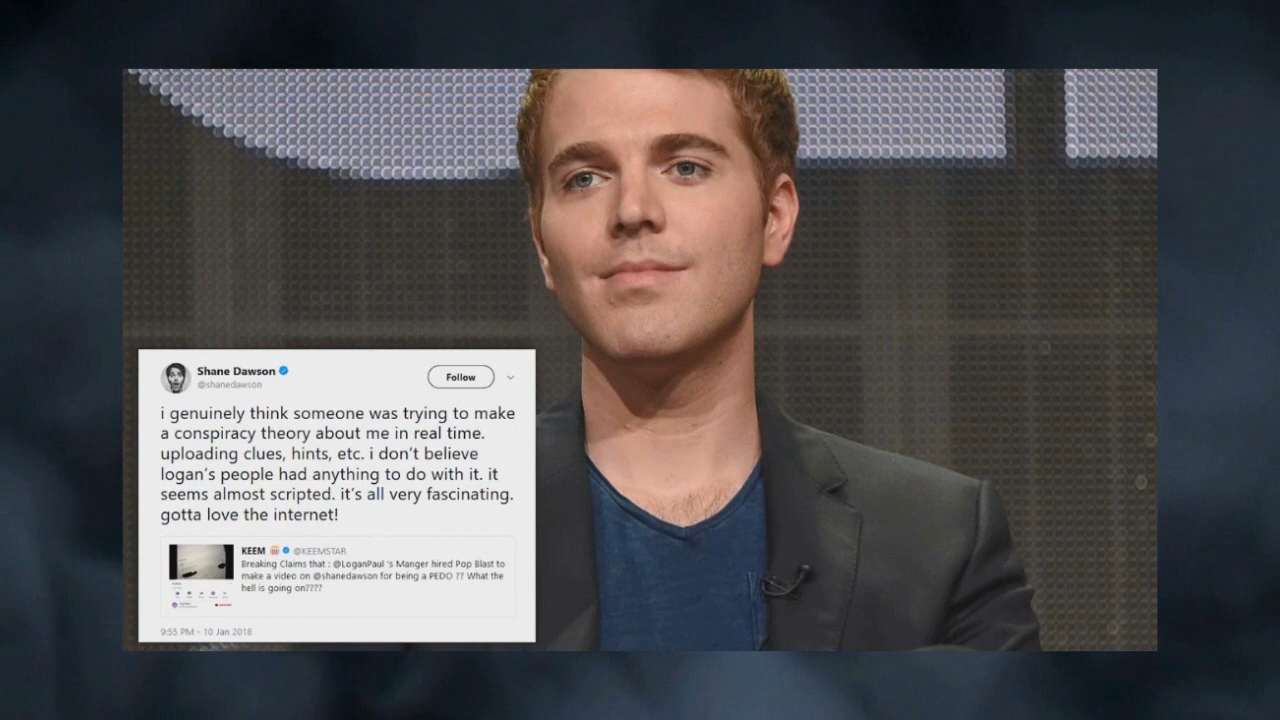 Shane Dawson
@shanedawson
Follow
i genuinely think someone was trying to make
a conspiracy theory about me in real time.
uploading clues, hints, etc. i don't believe
logan's people had anything to do with it. it
seems almost scripted. it's all very fascinating.
gotta love the internet!
KEEM @KEEMSTAR
Breaking Claims that : @LoganPaul 's Manger hired Pop Blast to
make a video on @shanedawson for being a PEDO ?? What the
hell is going on????
9:55 PM - 10 Jan 2018